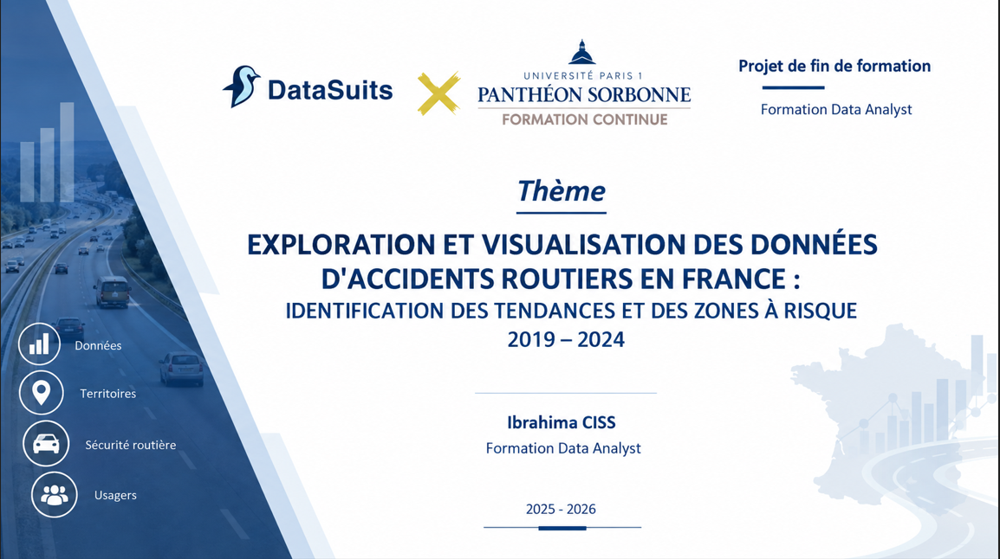 DataSuits
UNIVERSITÉ PARIS 1
PANTHÉON SORBONNE
FORMATION CONTINUE
Projet de fin de formation
Formation Data Analyst
Thème
EXPLORATION ET VISUALISATION DES DONNÉES
D'ACCIDENTS ROUTIERS EN FRANCE :
IDENTIFICATION DES TENDANCES ET DES ZONES À RISQUE
2019 – 2024
Données
Territoires
Sécurité routière
Usagers
Ibrahima CISS
Formation Data Analyst
2025 - 2026